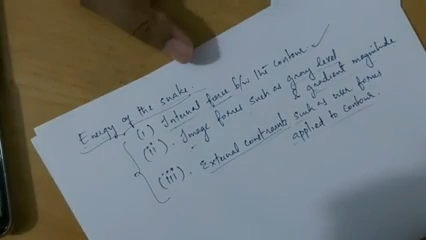 Energy of the snake:
(i) Internal force b/w the contour ✓
(ii). Image forces such as gray level
& gradient magnitude
(iii). External constraints such as user forces
applied to contour.